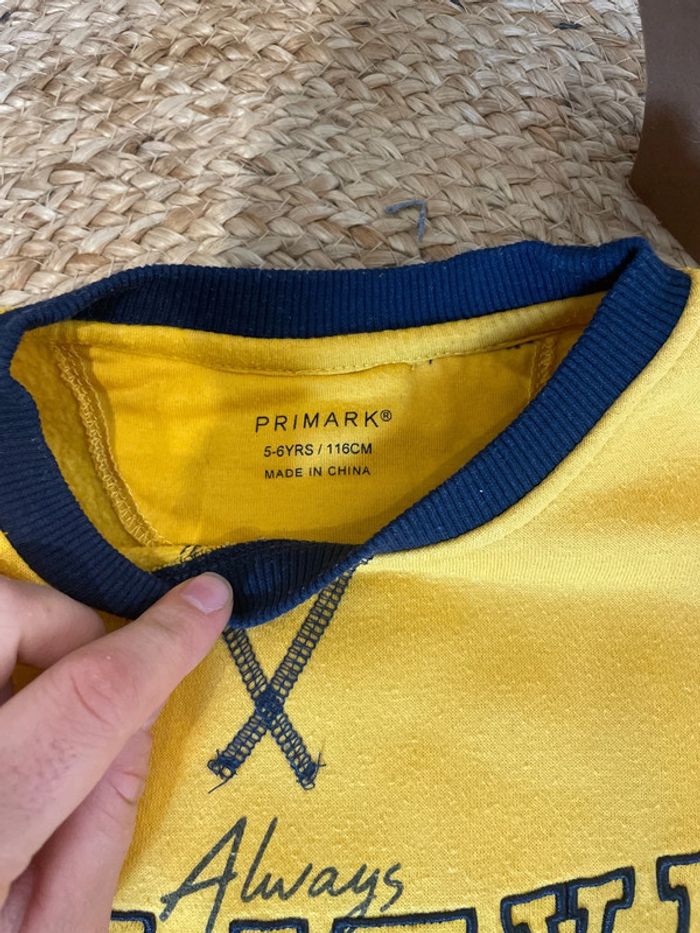 PRIMARK®
5-6YRS / 116CM
MADE IN CHINA
Always